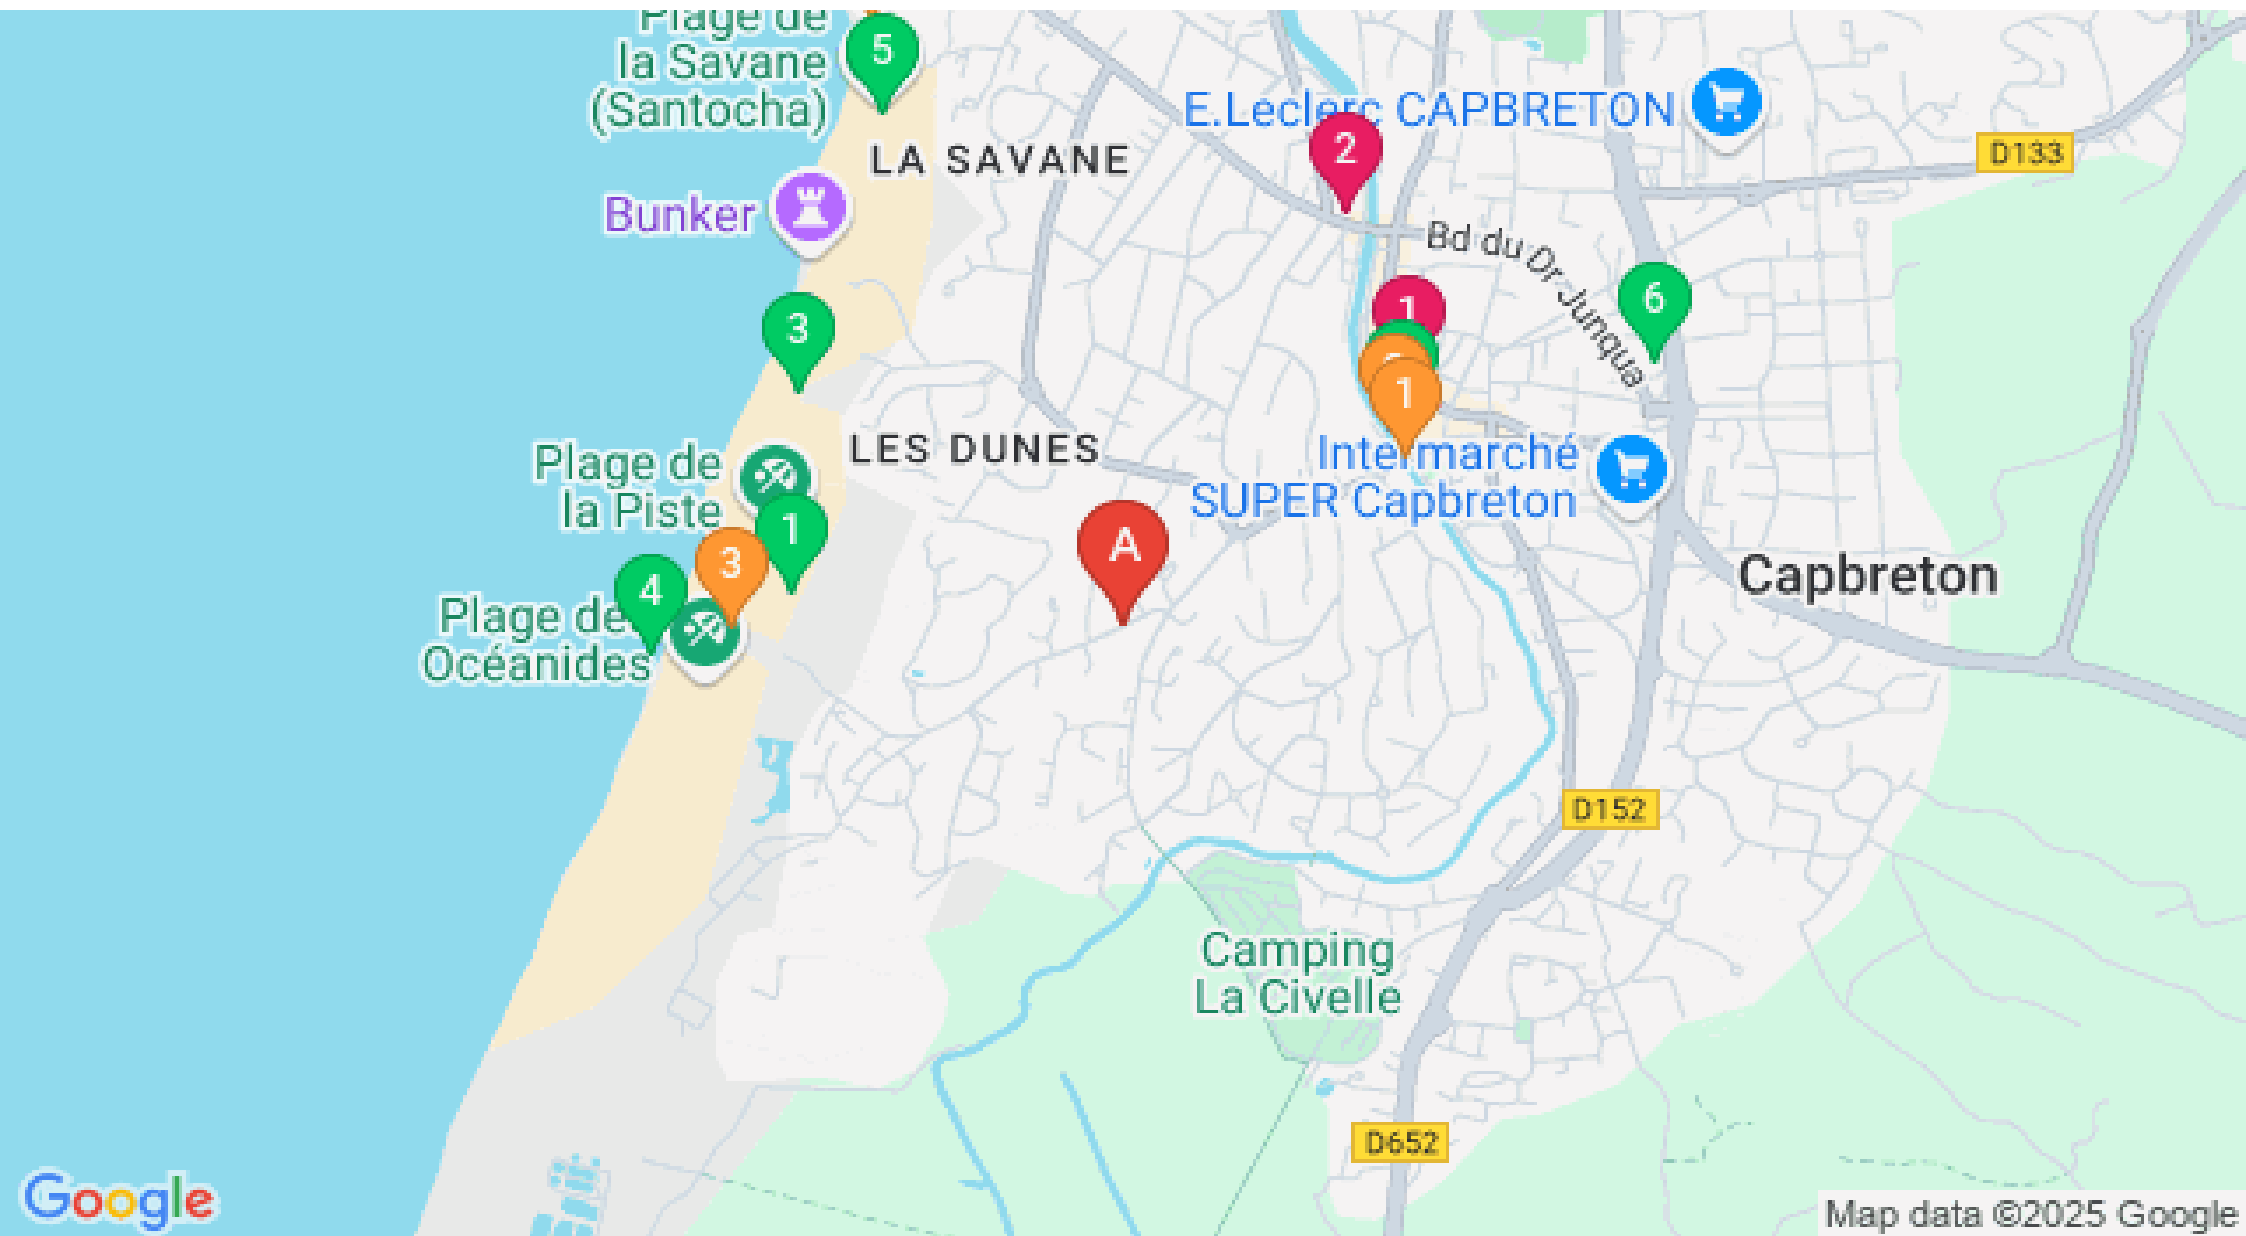 Plage de
la Savane
(Santocha)
5
E.Leclerc CAPBRETON
2
D133
LA SAVANE
Bunker
Bd du Dr Junqua
6
1
3
1
LES DUNES
Plage de
la Piste
Intermarché
SUPER Capbreton
1
A
3
4
Capbreton
Plage de
Océanides
D152
Camping
La Civelle
D652
Google
Map data ©2025 Google